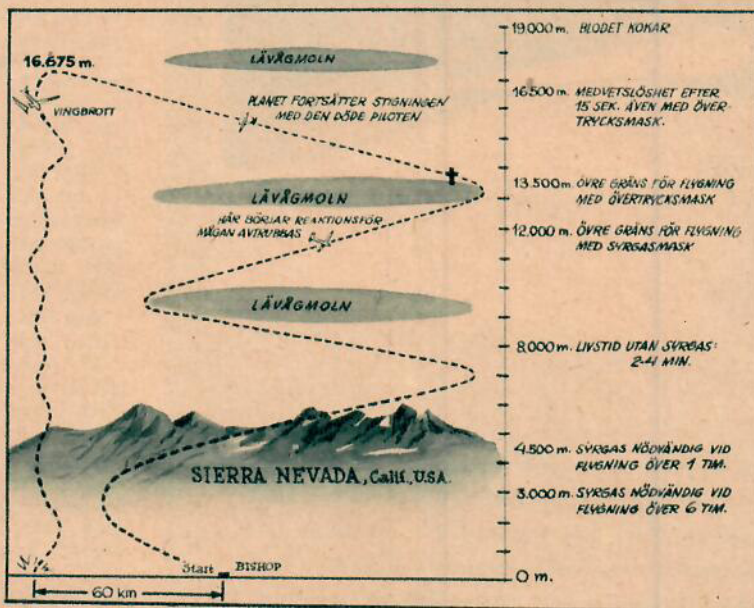 19.000 m. BLODET KOKAR
16.675 m.
LÄVÅGMOLN
VINGBROTT
PLANET FORTSÄTTER STIGNINGEN
MED DEN DÖDE PILOTEN
16.500 m. MEDVETSLÖSHET EFTER
15 SEK. ÄVEN MED ÖVER-
TRYCKSMASK.
LÄVÅGMOLN
13.500 m. ÖVRE GRÄNS FÖR FLYGNING
MED ÖVERTRYCKSMASK
HÄR BÖRJAR REAKTIONSFÖR
MÅGAN AVTRUBBAS
12.000 m. ÖVRE GRÄNS FÖR FLYGNING
MED SYRGASMASK
LÄVÅGMOLN
8.000 m. LIVSTID UTAN SYRGAS:
2-4 MIN.
SIERRA NEVADA, Calif., U.S.A.
4.500 m. SYRGAS NÖDVÄNDIG VID
FLYGNING ÖVER 1 TIM.
3.000 m. SYRGAS NÖDVÄNDIG VID
FLYGNING ÖVER 6 TIM.
Start BISHOP
0 m.
60 km